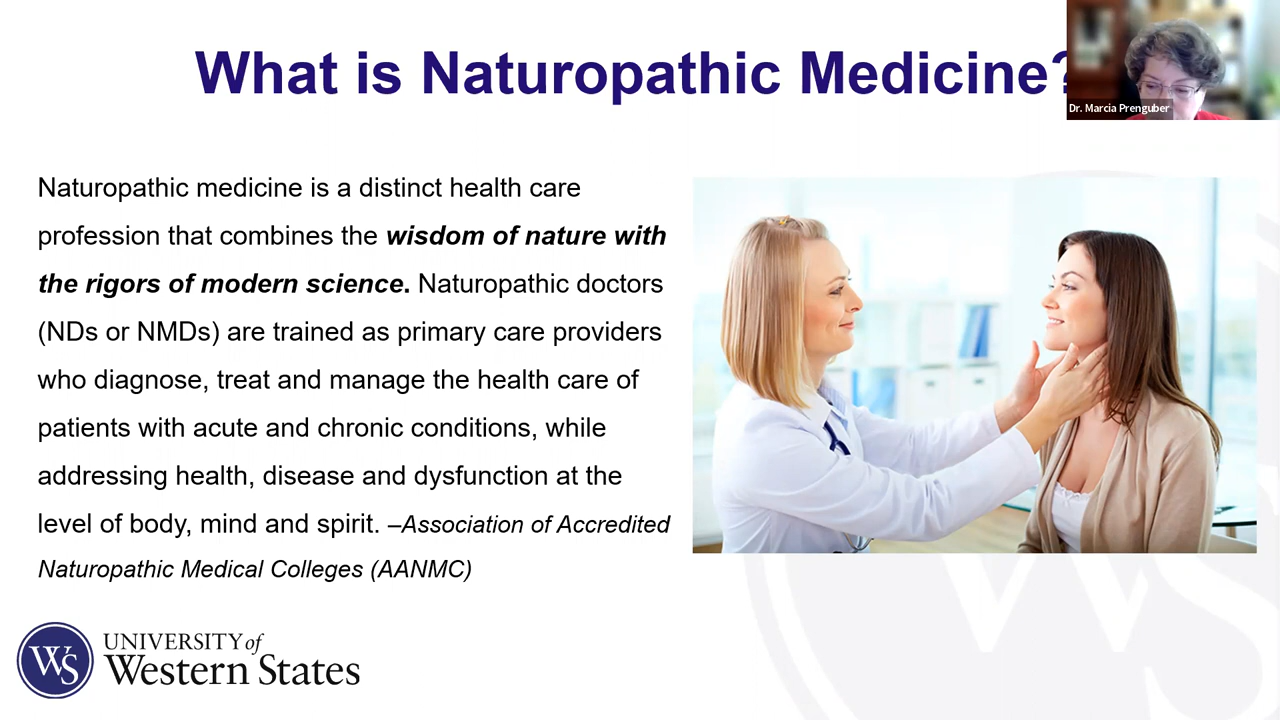 What is Naturopathic Medicine?
Dr. Marcia Prenguber
Naturopathic medicine is a distinct health care
profession that combines the wisdom of nature with
the rigors of modern science. Naturopathic doctors
(NDs or NMDs) are trained as primary care providers
who diagnose, treat and manage the health care of
patients with acute and chronic conditions, while
addressing health, disease and dysfunction at the
level of body, mind and spirit. –Association of Accredited
Naturopathic Medical Colleges (AANMC)
WS
UNIVERSITY of
Western States
WS